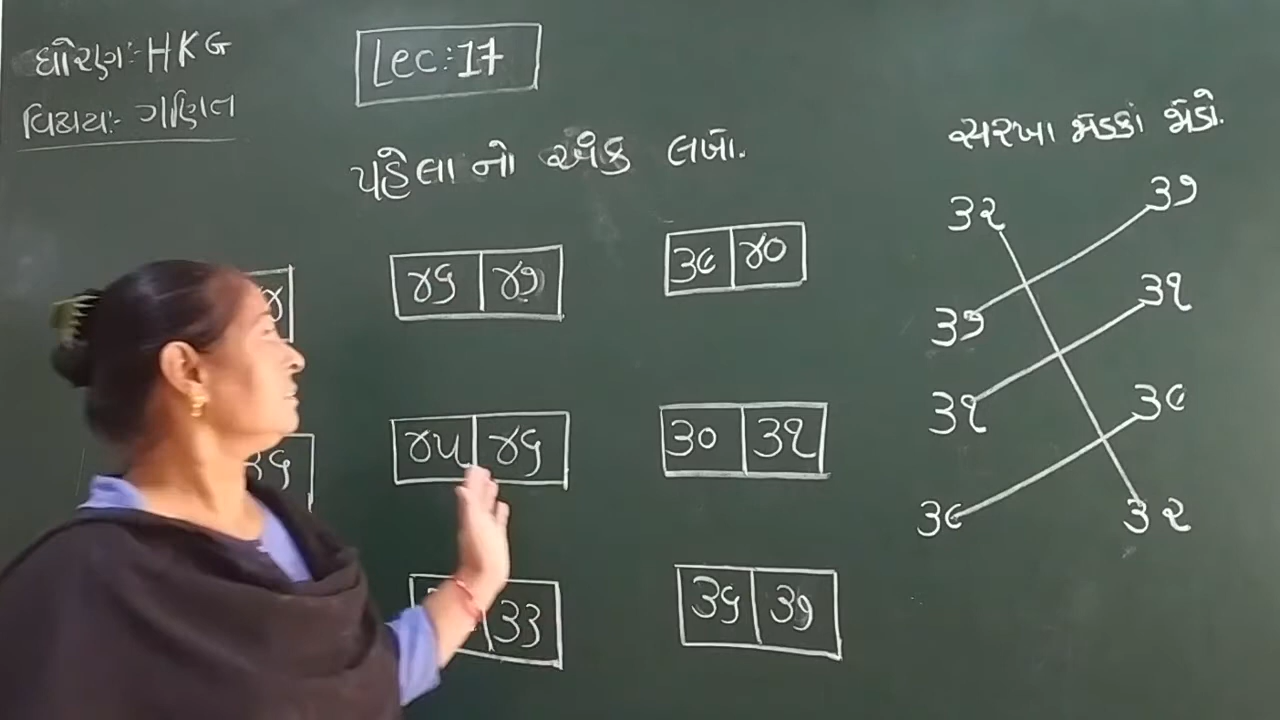 ધોરણ:- HKG
Lec:-17
વિષય:- ગણિત
પહેલા નો અંક લખો.
સરખા જોડકાં જોડો.
૪૬ ૪૭
૩૯ ૪૦
૪૫ ૪૬
૩૦ ૩૧
૩૩
૩૬ ૩૭
૩૨ ૩૭
૩૭ ૩૧
૩૧ ૩૯
૩૯ ૩૨